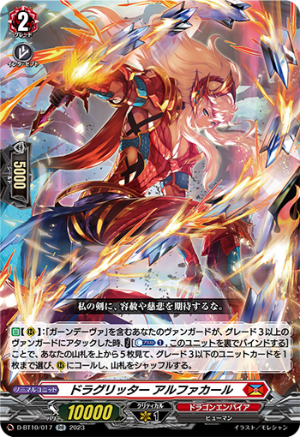 2
グレード
インターセプト
5000
シールド
私の剣に、容赦や慈悲を期待するな。
【自】【(R)】:「ガーンデーヴァ」を含むあなたのヴァンガードが、グレード3以上の
ヴァンガードにアタックした時、【コスト】[【CB1】, このユニットを裏でバインドする]
ことで、あなたの山札を上から5枚見て、グレード3以上のユニットカードを1
枚まで選び、(R)にコールし、山札をシャッフルする。
ノーマルユニット
ドラグリッター アルファカール
パワー
10000
クリティカル
1
ドラゴンエンパイア
ヒューマン
D-BT10/017 RR 2023
イラスト/モレシャン